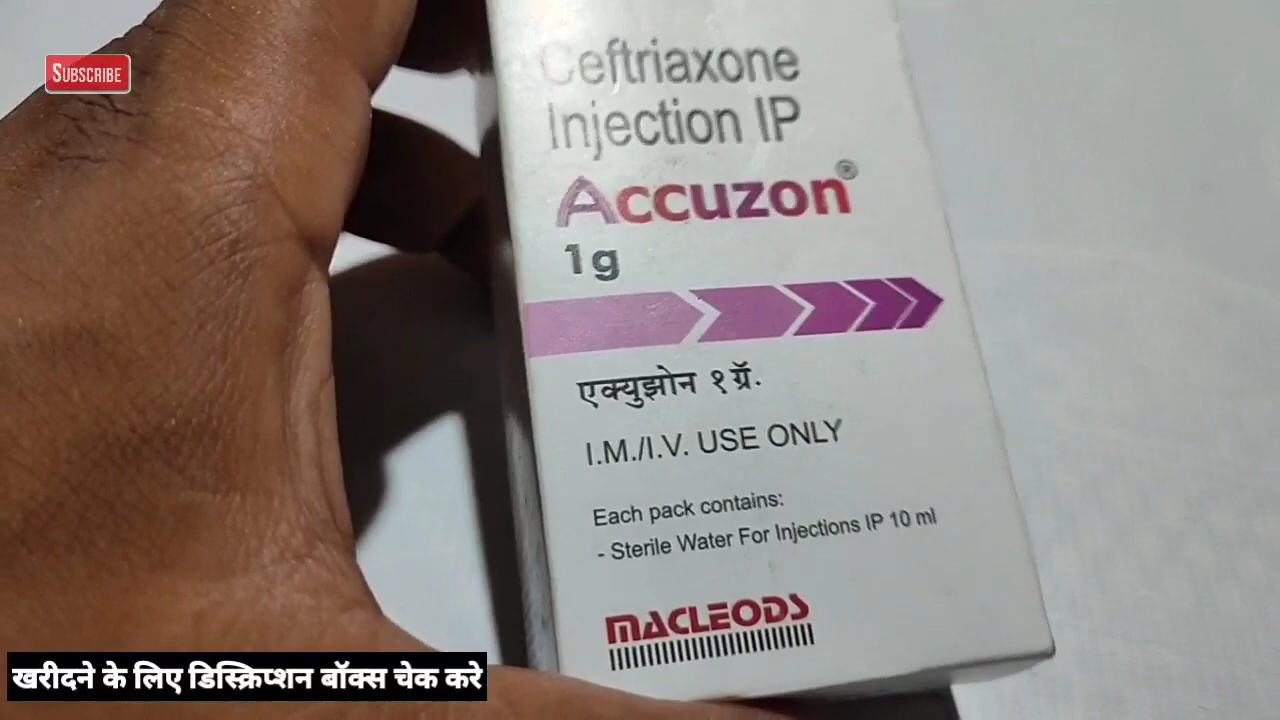 SUBSCRIBE
Ceftriaxone
Injection IP
Accuzon®
1g
एक्युझोन १ ग्रॅ.
I.M./I.V. USE ONLY
Each pack contains:
- Sterile Water For Injections IP 10 ml
MACLEODS
खरीदने के लिए डिस्क्रिप्शन बॉक्स चेक करे